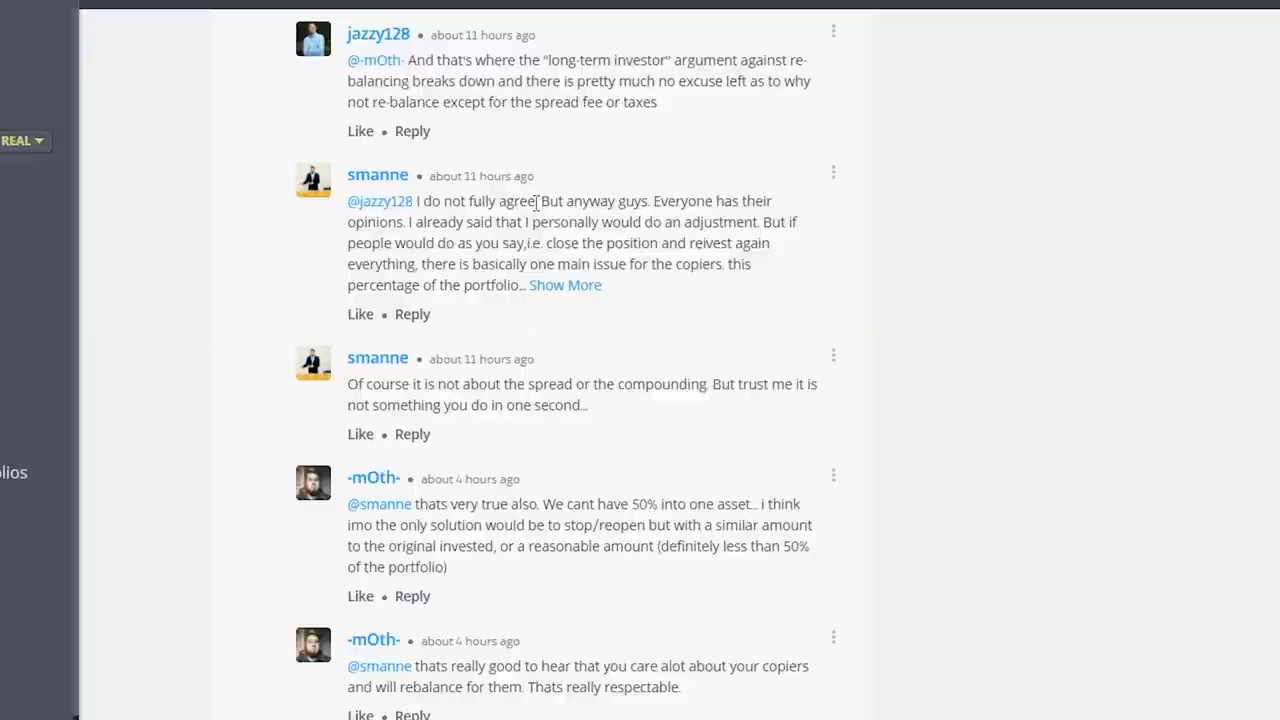 jazzy128 • about 11 hours ago
@-mOth- And that's where the "long-term investor" argument against re-
balancing breaks down and there is pretty much no excuse left as to why
not re-balance except for the spread fee or taxes
Like • Reply
REAL
smanne • about 11 hours ago
@jazzy128 I do not fully agree. But anyway guys. Everyone has their
opinions. I already said that I personally would do an adjustment. But if
people would do as you say,i.e. close the position and reivest again
everything, there is basically one main issue for the copiers. this
percentage of the portfolio... Show More
Like • Reply
smanne • about 11 hours ago
Of course it is not about the spread or the compounding. But trust me it is
not something you do in one second...
Like • Reply
-mOth- • about 4 hours ago
olios
@smanne thats very true also. We cant have 50% into one asset... i think
imo the only solution would be to stop/reopen but with a similar amount
to the original invested, or a reasonable amount (definitely less than 50%
of the portfolio)
Like • Reply
-mOth- • about 4 hours ago
@smanne thats really good to hear that you care alot about your copiers
and will rebalance for them. Thats really respectable.
Like • Reply